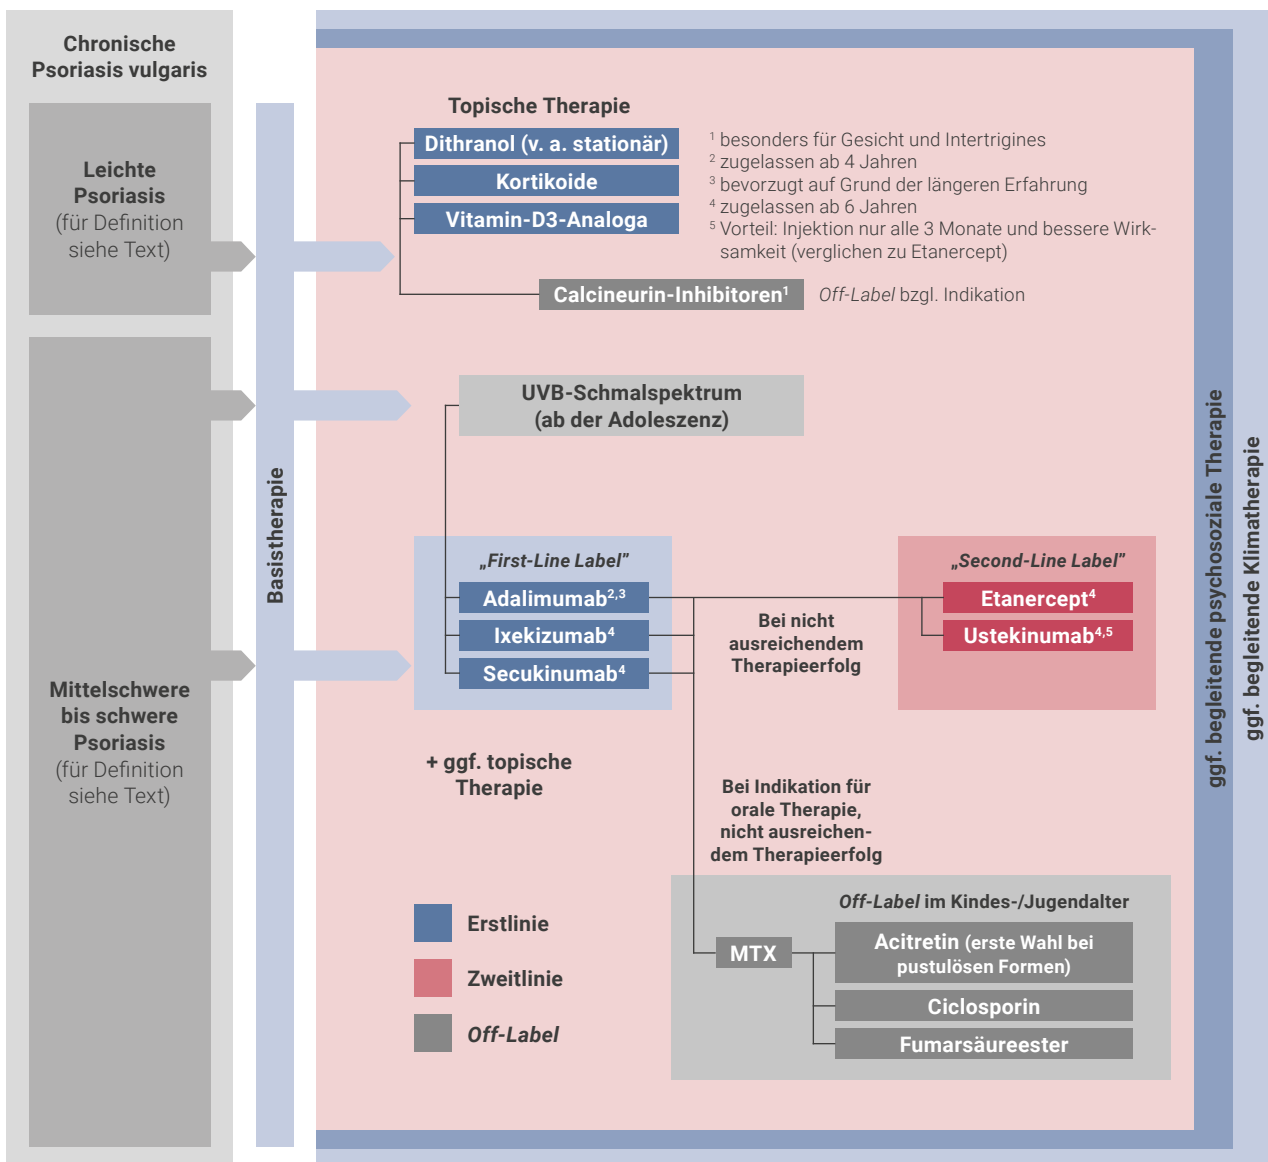 Chronische
Psoriasis vulgaris
Leichte
Psoriasis
(für Definition
siehe Text)
Mittelschwere
bis schwere
Psoriasis
(für Definition
siehe Text)
Basistherapie
Topische Therapie
Dithranol (v. a. stationär)
Kortikoide
Vitamin-D3-Analoga
Calcineurin-Inhibitoren¹
Off-Label bzgl. Indikation
¹ besonders für Gesicht und Intertrigines
² zugelassen ab 4 Jahren
³ bevorzugt auf Grund der längeren Erfahrung
⁴ zugelassen ab 6 Jahren
⁵ Vorteil: Injektion nur alle 3 Monate und bessere Wirk-
samkeit (verglichen zu Etanercept)
UVB-Schmalspektrum
(ab der Adoleszenz)
„First-Line Label”
Adalimumab²,³
Ixekizumab⁴
Secukinumab⁴
Bei nicht
ausreichendem
Therapieerfolg
„Second-Line Label”
Etanercept⁴
Ustekinumab⁴,⁵
+ ggf. topische
Therapie
Bei Indikation für
orale Therapie,
nicht ausreichen-
dem Therapieerfolg
Off-Label im Kindes-/Jugendalter
MTX
Acitretin (erste Wahl bei
pustulösen Formen)
Ciclosporin
Fumarsäureester
Erstlinie
Zweitlinie
Off-Label
ggf. begleitende psychosoziale Therapie
ggf. begleitende Klimatherapie